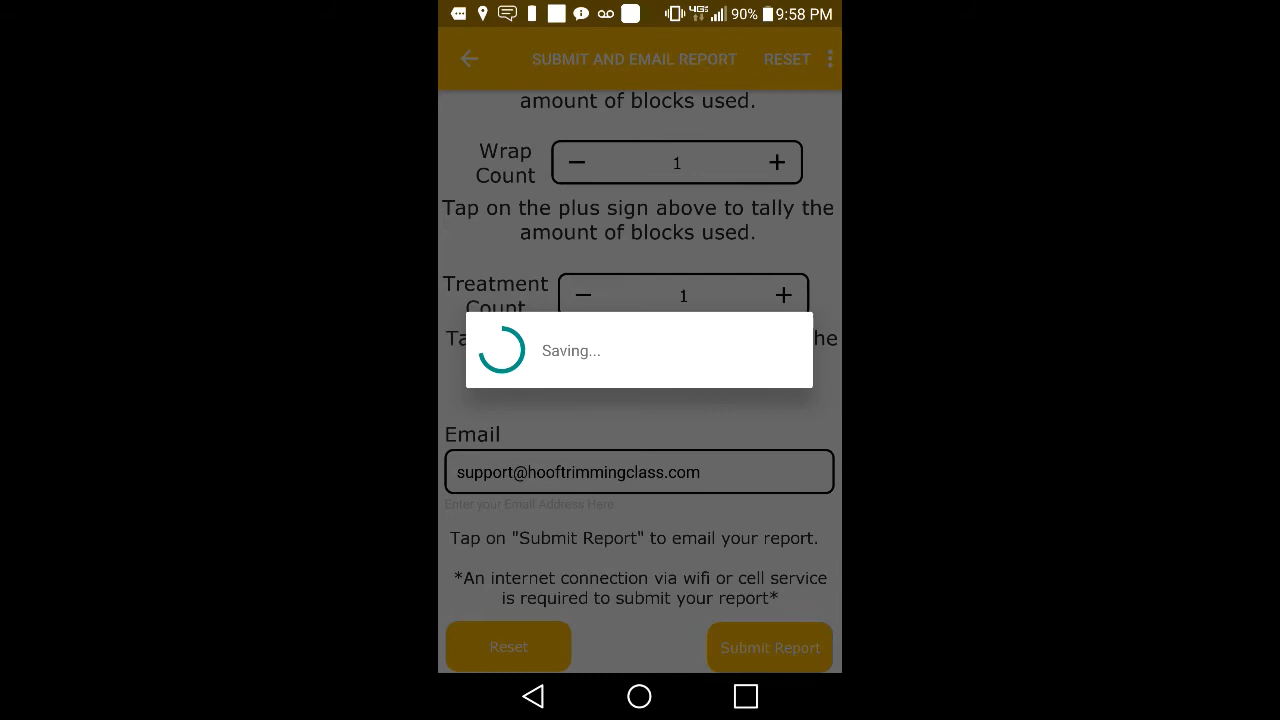 4G 90% 9:58 PM
SUBMIT AND EMAIL REPORT RESET
amount of blocks used.
Wrap
Count
− 1 +
Tap on the plus sign above to tally the
amount of blocks used.
Treatment
Count
− 1 +
Ta he
Saving...
Email
support@hooftrimmingclass.com
Enter your Email Address Here
Tap on "Submit Report" to email your report.
*An internet connection via wifi or cell service
is required to submit your report*
Reset Submit Report